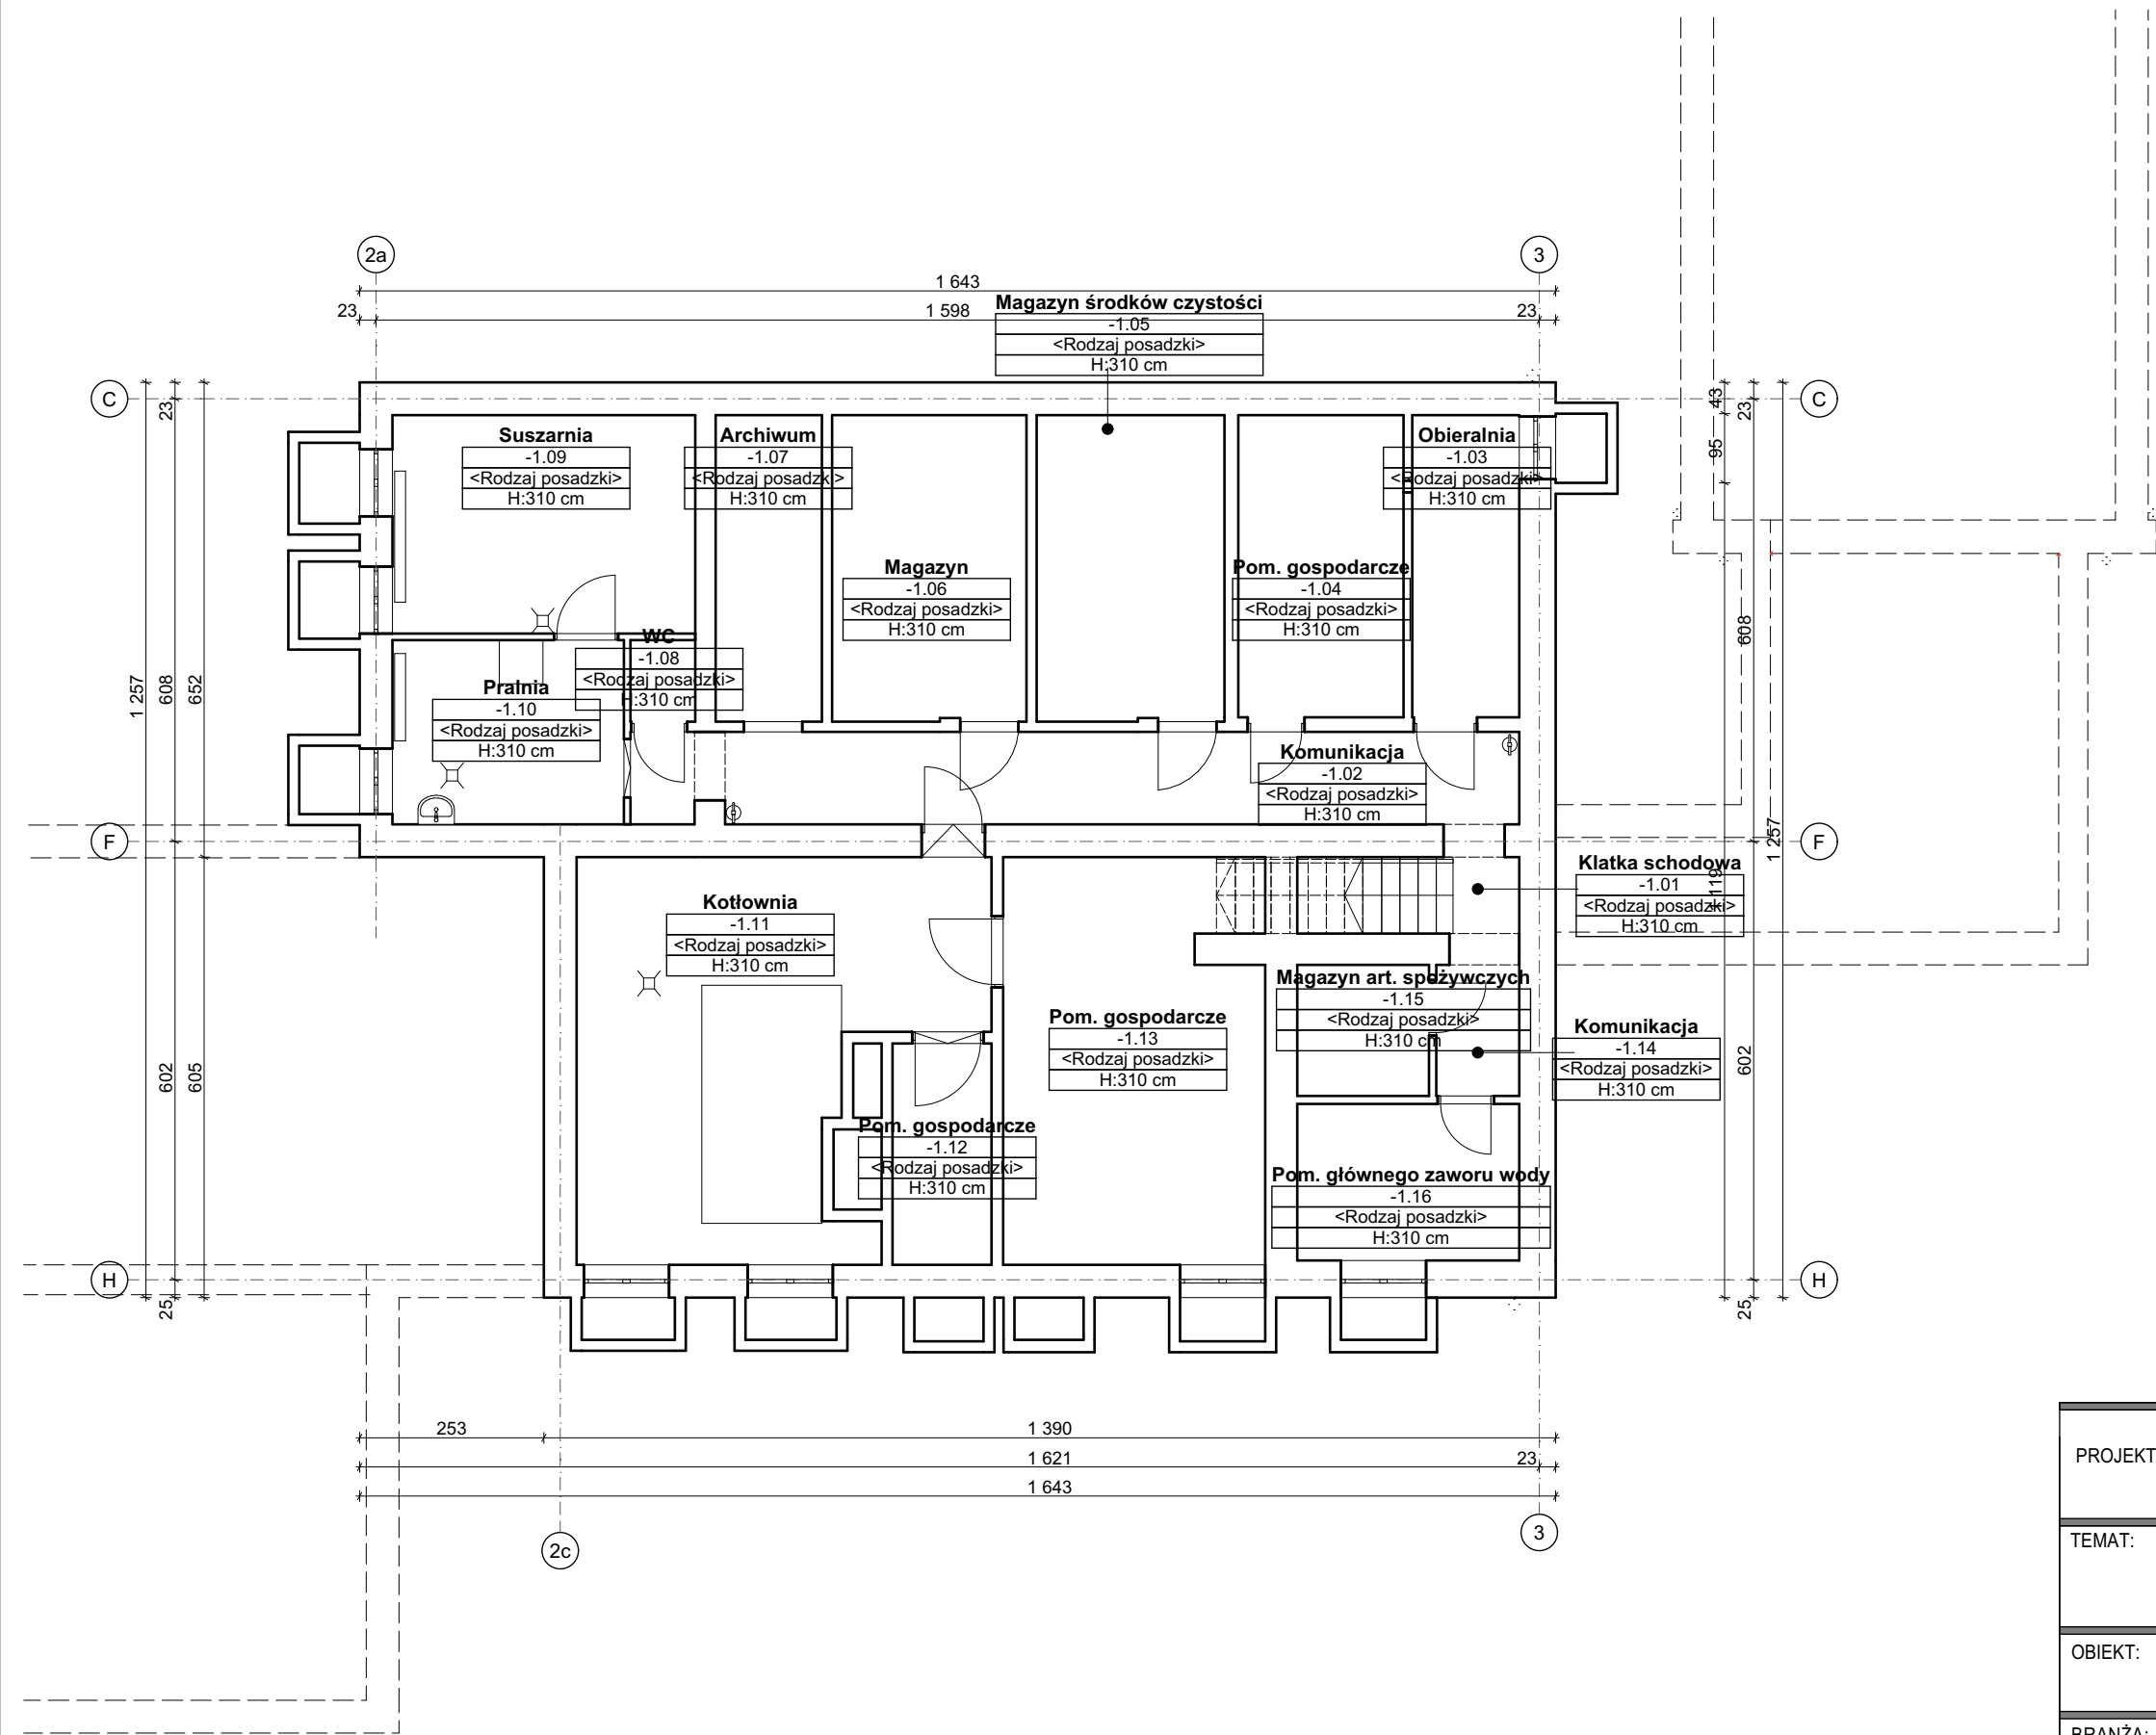 2a
3
1 643
23
1 598
23
Magazyn środków czystości
-1.05
<Rodzaj posadzki>
H:310 cm
C
C
23
43
23
95
Suszarnia
-1.09
<Rodzaj posadzki>
H:310 cm
Archiwum
-1.07
<Rodzaj posadzki>
H:310 cm
Obieralnia
-1.03
<Rodzaj posadzki>
H:310 cm
Magazyn
-1.06
<Rodzaj posadzki>
H:310 cm
Pom. gospodarcze
-1.04
<Rodzaj posadzki>
H:310 cm
WC
-1.08
<Rodzaj posadzki>
H:310 cm
Pralnia
-1.10
<Rodzaj posadzki>
H:310 cm
1 257
608
652
608
Komunikacja
-1.02
<Rodzaj posadzki>
H:310 cm
F
F
1 257
1 119
Klatka schodowa
-1.01
<Rodzaj posadzki>
H:310 cm
Kotłownia
-1.11
<Rodzaj posadzki>
H:310 cm
Magazyn art. spożywczych
-1.15
<Rodzaj posadzki>
H:310 cm
Pom. gospodarcze
-1.13
<Rodzaj posadzki>
H:310 cm
Komunikacja
-1.14
<Rodzaj posadzki>
H:310 cm
602
605
602
Pom. gospodarcze
-1.12
<Rodzaj posadzki>
H:310 cm
Pom. głównego zaworu wody
-1.16
<Rodzaj posadzki>
H:310 cm
H
H
25
25
253
1 390
1 621
23
1 643
2c
3
PROJEKT
TEMAT:
OBIEKT:
BRANŻA: